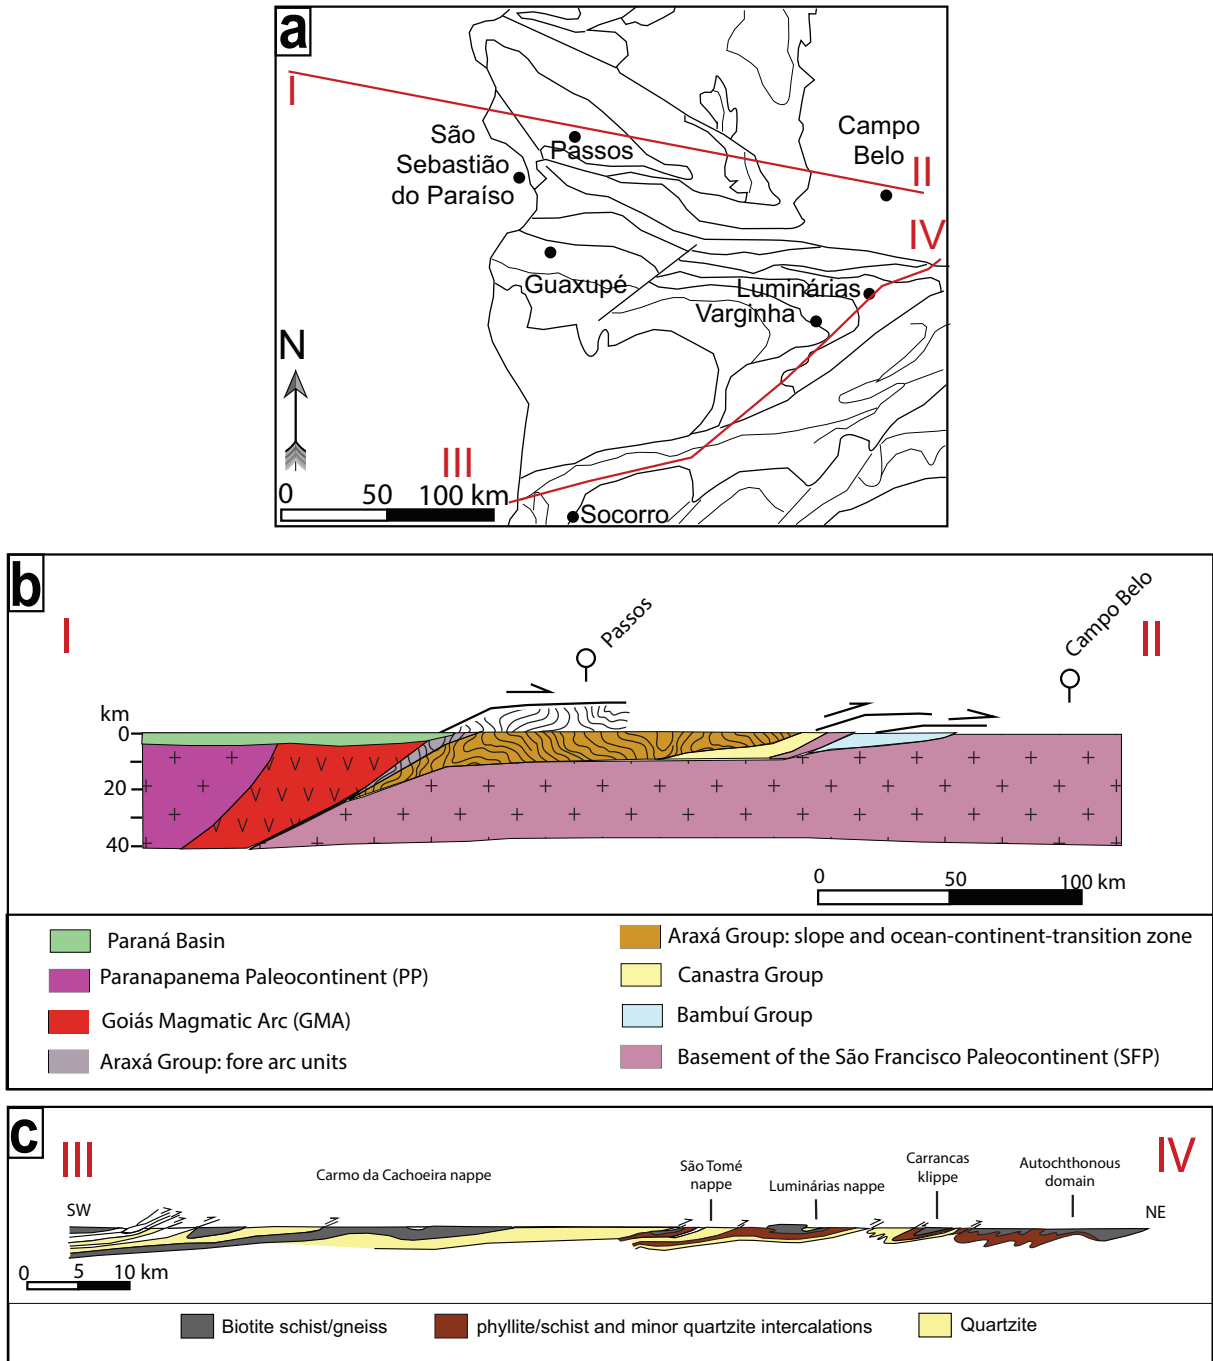 a
I
São
Sebastião
do Paraíso
Passos
Campo
Belo
II
IV
Guaxupé
Luminárias
Varginha
N
III
0 50 100 km
Socorro
b
I
Passos
Campo Belo
II
km
0
20
40
0 50 100 km
Paraná Basin
Paranapanema Paleocontinent (PP)
Goiás Magmatic Arc (GMA)
Araxá Group: fore arc units
Araxá Group: slope and ocean-continent-transition zone
Canastra Group
Bambuí Group
Basement of the São Francisco Paleocontinent (SFP)
c
III
IV
SW
Carmo da Cachoeira nappe
São Tomé
nappe
Luminárias nappe
Carrancas
klippe
Autochthonous
domain
NE
0 5 10 km
Biotite schist/gneiss
phyllite/schist and minor quartzite intercalations
Quartzite